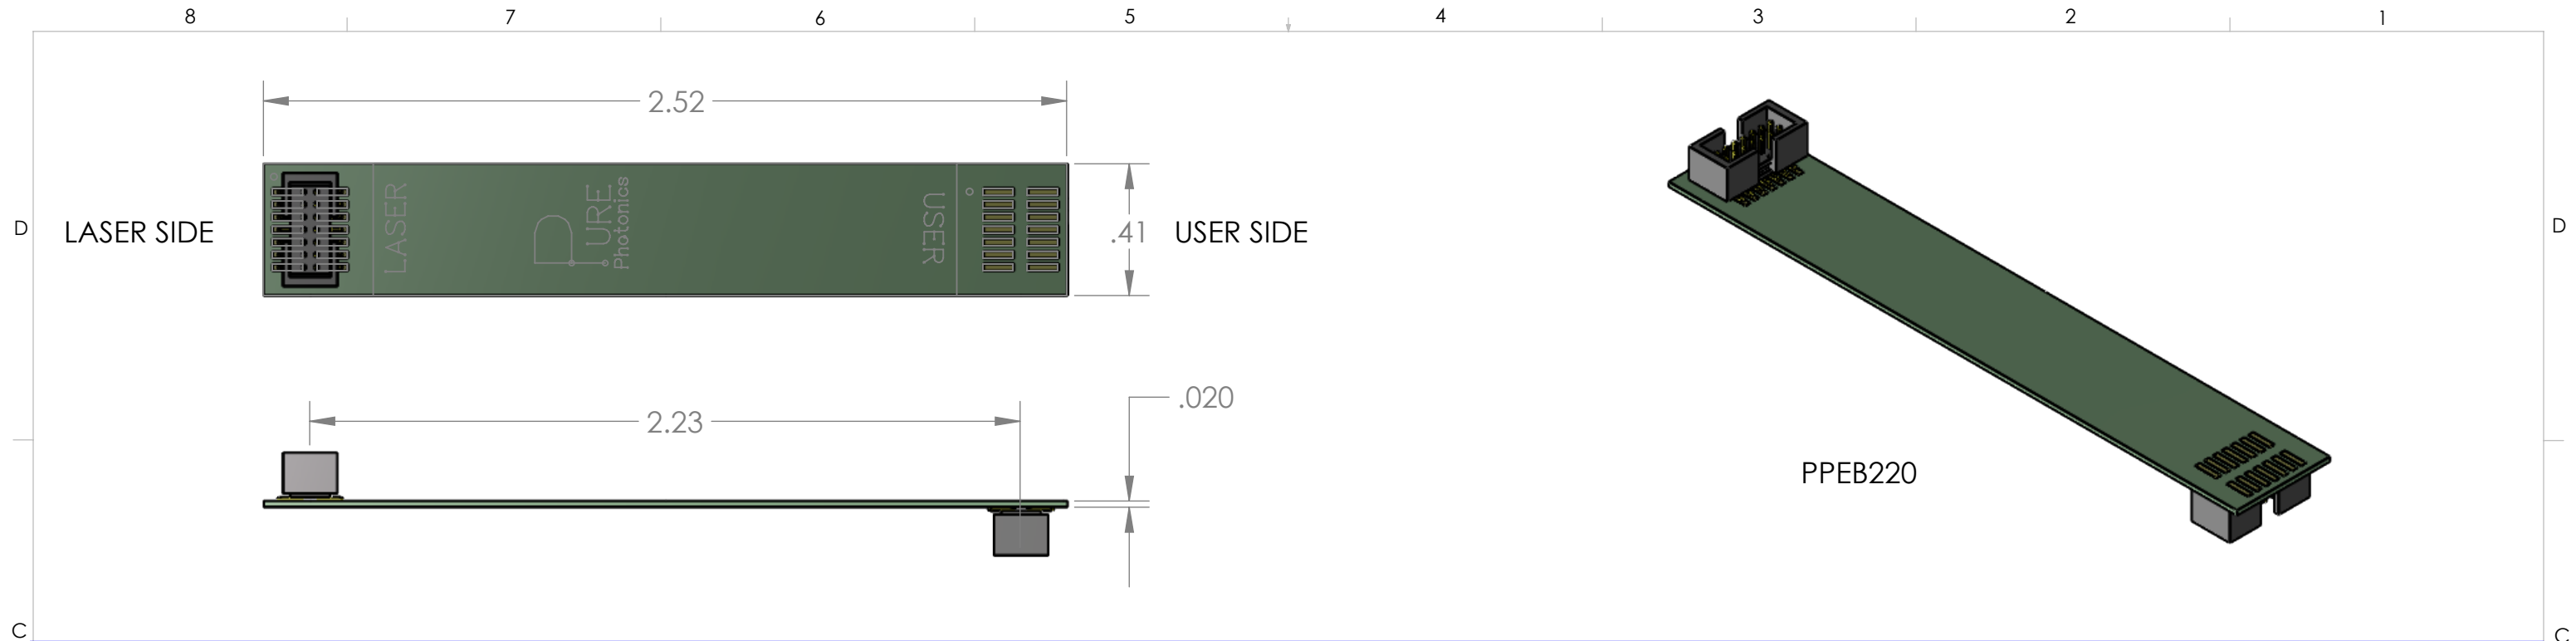 8 7 6 5 4 3 2 1
2.52
LASER
PURE
Photonics
USER
D LASER SIDE .41 USER SIDE D
.020
2.23
PPEB220
C C